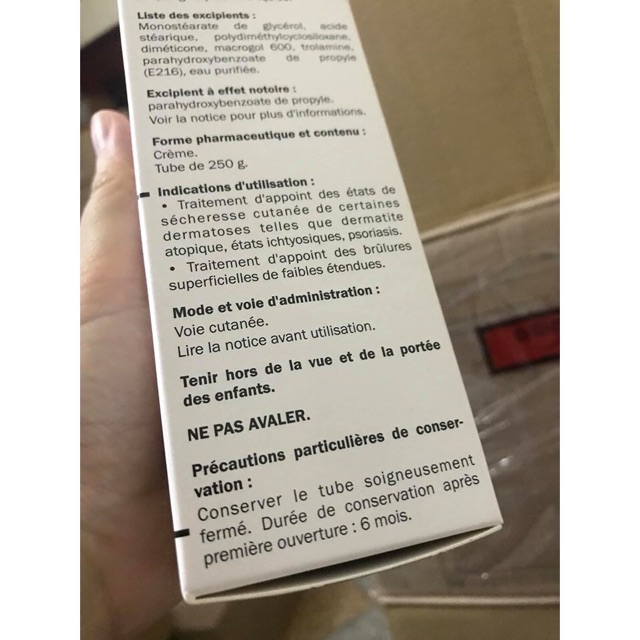 Liste des excipients :
Monostéarate de glycérol, acide
stéarique, polydiméthylcyclosiloxane,
diméticone, macrogol 600, trolamine,
parahydroxybenzoate de propyle
(E216), eau purifiée.
Excipient à effet notoire :
parahydroxybenzoate de propyle.
Voir la notice pour plus d'informations.
Forme pharmaceutique et contenu :
Crème.
Tube de 250 g.
Indications d'utilisation :
• Traitement d'appoint des états de
sécheresse cutanée de certaines
dermatoses telles que dermatite
atopique, états ichtyosiques, psoriasis.
• Traitement d'appoint des brûlures
superficielles de faibles étendues.
Mode et voie d'administration :
Voie cutanée.
Lire la notice avant utilisation.
Tenir hors de la vue et de la portée
des enfants.
NE PAS AVALER.
Précautions particulières de conser-
vation :
Conserver le tube soigneusement
fermé. Durée de conservation après
première ouverture : 6 mois.